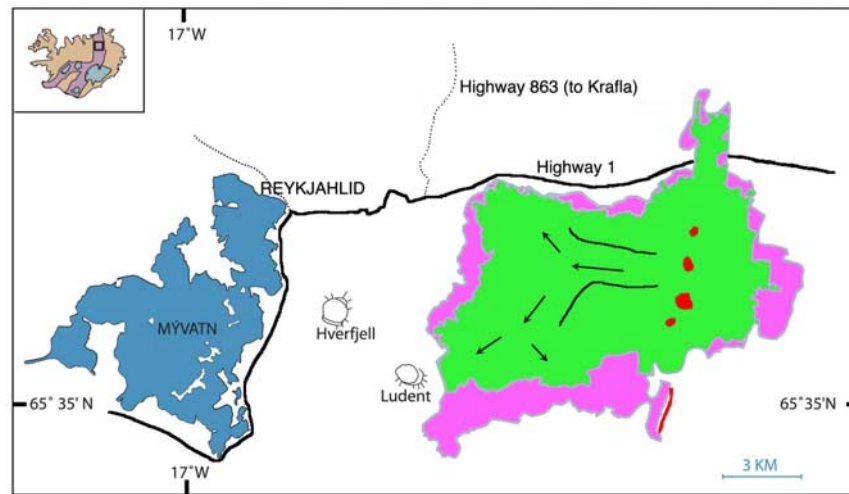 17˚W
Highway 863 (to Krafla)
Highway 1
REYKJAHLID
MÝVATN
Hverfjell
Ludent
65˚ 35' N
65˚35'N
17˚W
3 KM